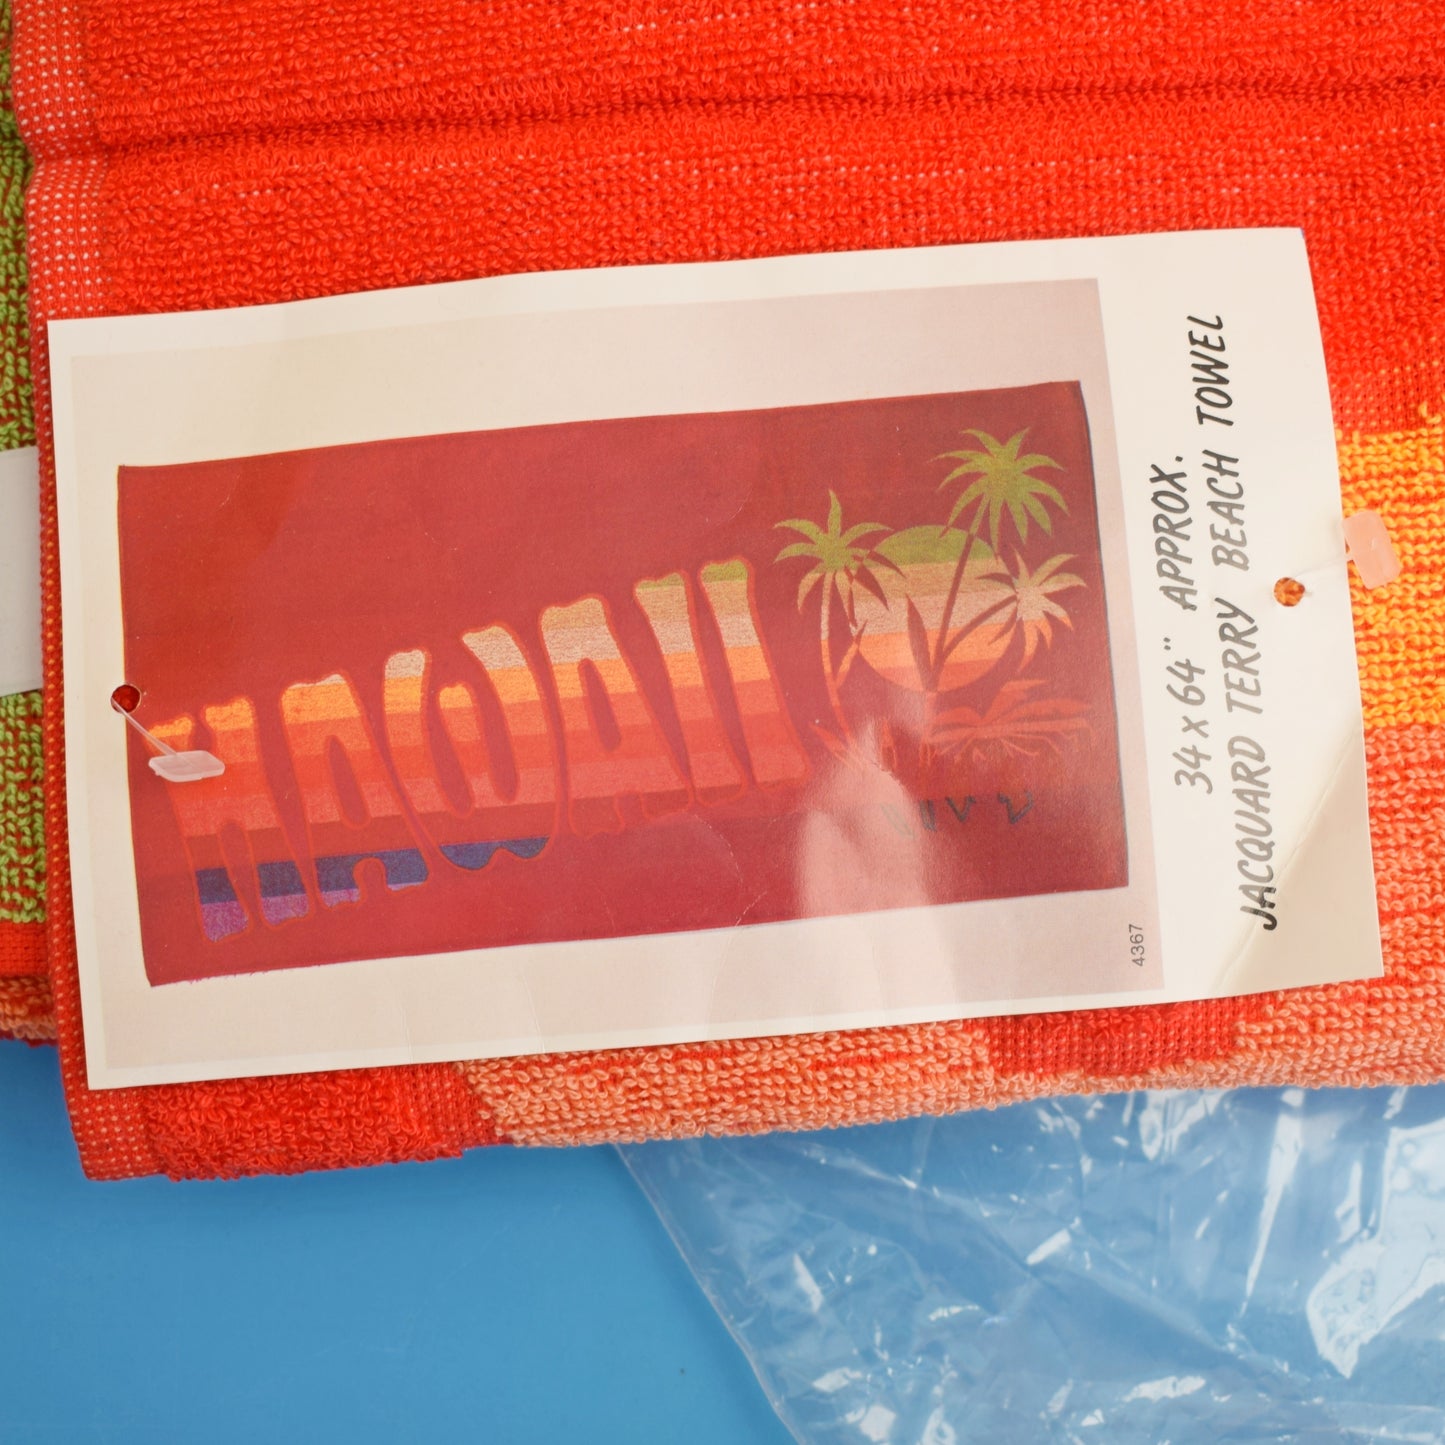 HAWAII
4367
34 x 64" APPROX.
JACQUARD TERRY BEACH TOWEL